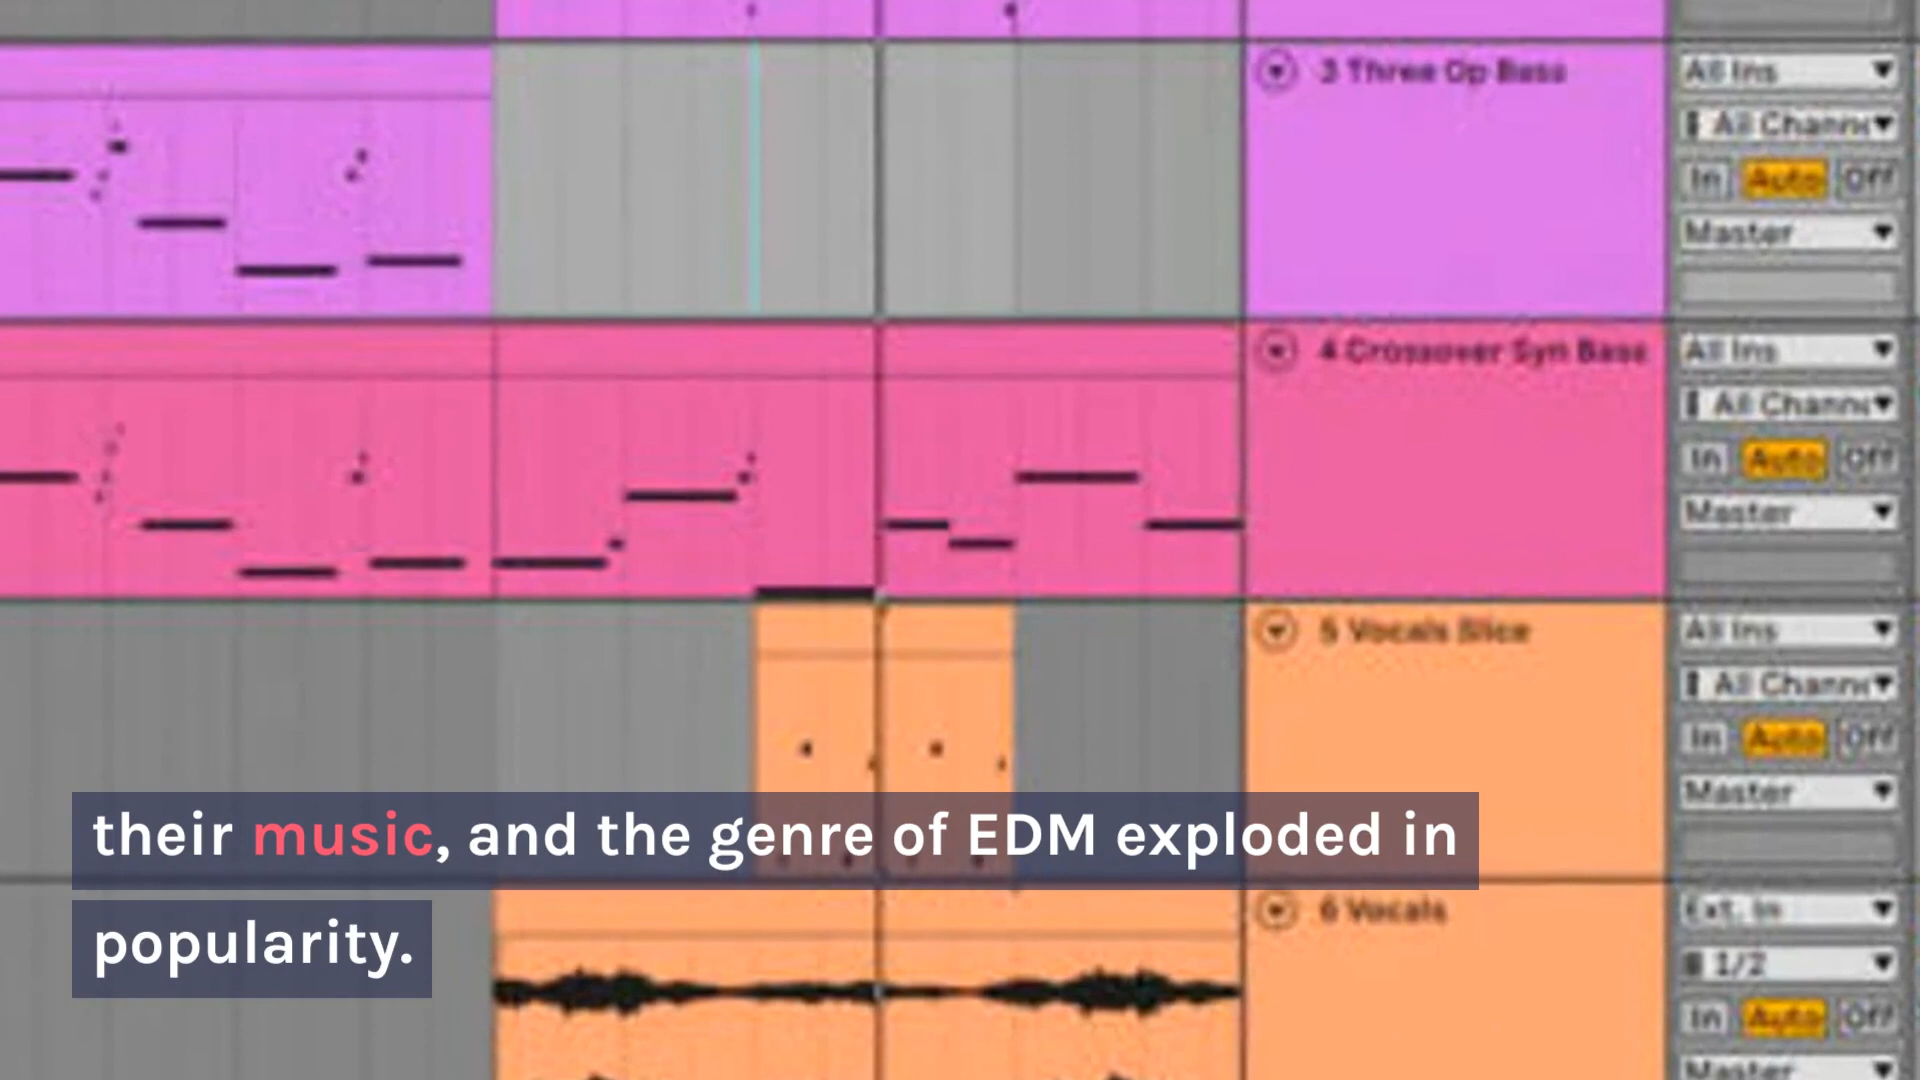 3 Three Op Bass
All Ins
All Channe
In Auto Off
Master
4 Crossover Syn Bass
All Ins
All Channe
In Auto Off
Master
5 Vocals Slice
All Ins
All Channe
In Auto Off
Master
their music, and the genre of EDM exploded in
popularity.
6 Vocals
Ext. In
1/2
In Auto Off
Master